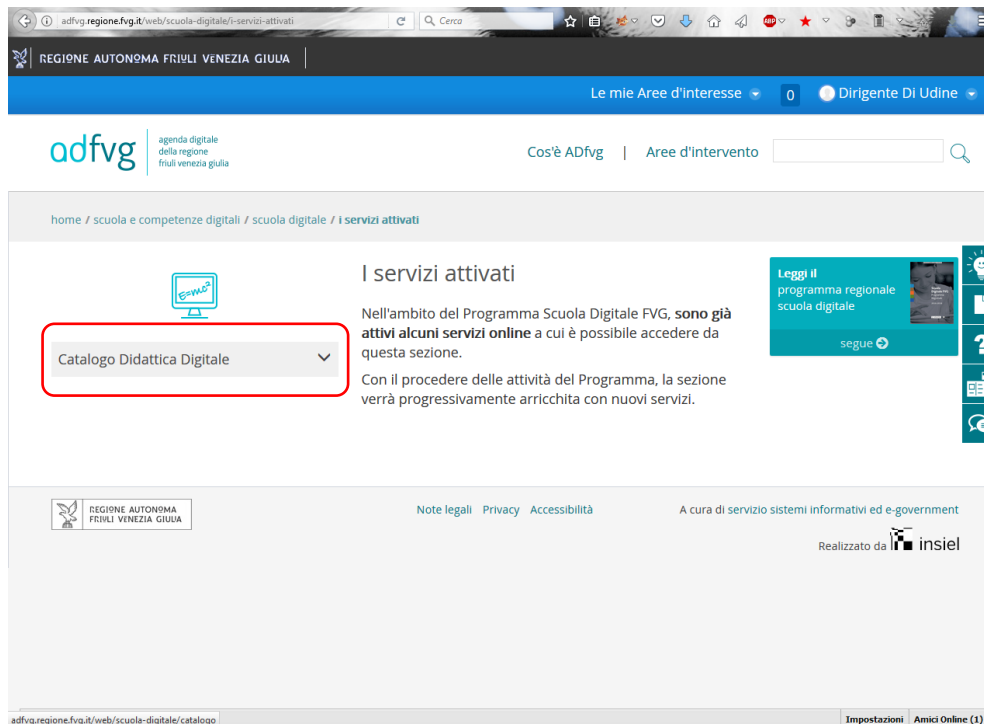 adfvg.regione.fvg.it/web/scuola-digitale/i-servizi-attivati
Cerca
ABP
REGIONE AUTONOMA FRIULI VENEZIA GIULIA
Le mie Aree d'interesse
0
Dirigente Di Udine
adfvg
agenda digitale
della regione
friuli venezia giulia
Cos'è ADfvg | Aree d'intervento
home / scuola e competenze digitali / scuola digitale / i servizi attivati
E=mc²
Catalogo Didattica Digitale
I servizi attivati
Nell'ambito del Programma Scuola Digitale FVG, sono già
attivi alcuni servizi online a cui è possibile accedere da
questa sezione.
Con il procedere delle attività del Programma, la sezione
verrà progressivamente arricchita con nuovi servizi.
Leggi il
programma regionale
scuola digitale
segue
?
REGIONE AUTONOMA
FRIULI VENEZIA GIULIA
Note legali Privacy Accessibilità
A cura di servizio sistemi informativi ed e-government
Realizzato da insiel
adfvg.regione.fvg.it/web/scuola-digitale/catalogo
Impostazioni Amici Online (1)